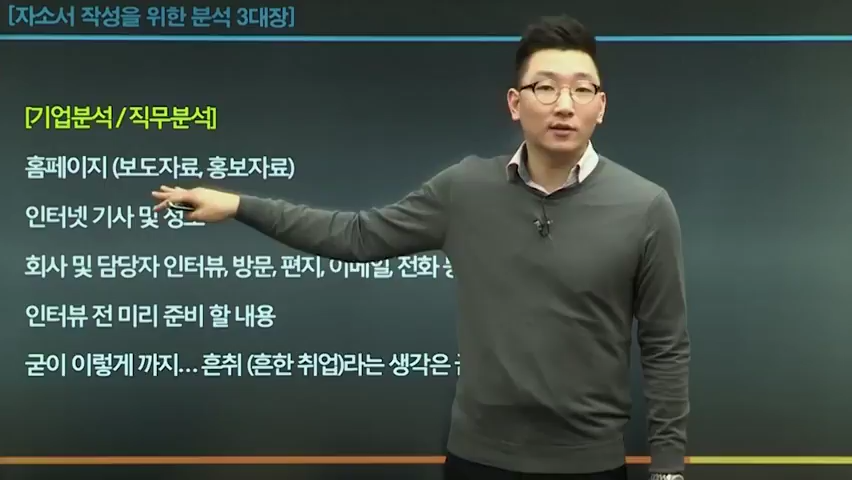 [자소서 작성을 위한 분석 3대장]
[기업분석 / 직무분석]
홈페이지 (보도자료, 홍보자료)
인터넷 기사 및
회사 및 담당자 인터뷰, 방문, 편지, 이메일, 전화
인터뷰 전 미리 준비 할 내용
굳이 이렇게 까지... 흔취 (흔한 취업)라는 생각은